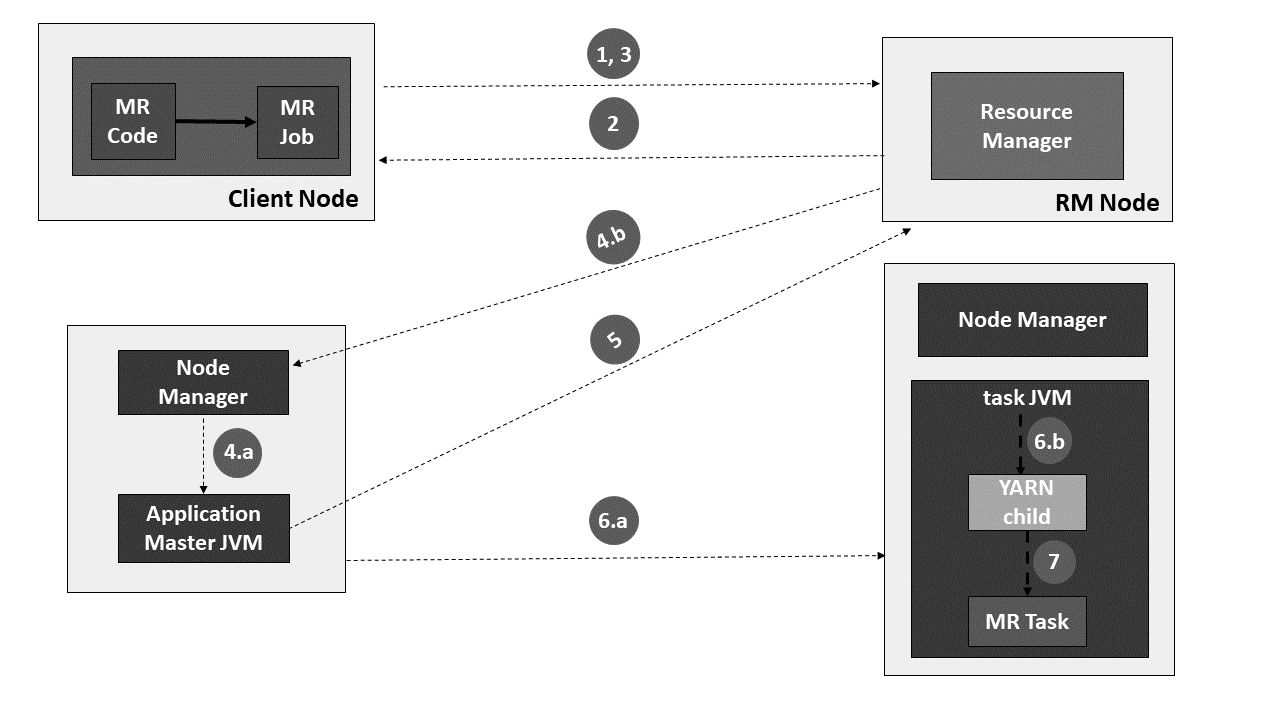 MR
Code
MR
Job
Client Node
1, 3
2
Resource
Manager
RM Node
4.b
5
Node
Manager
4.a
Application
Master JVM
6.a
Node Manager
task JVM
6.b
YARN
child
7
MR Task